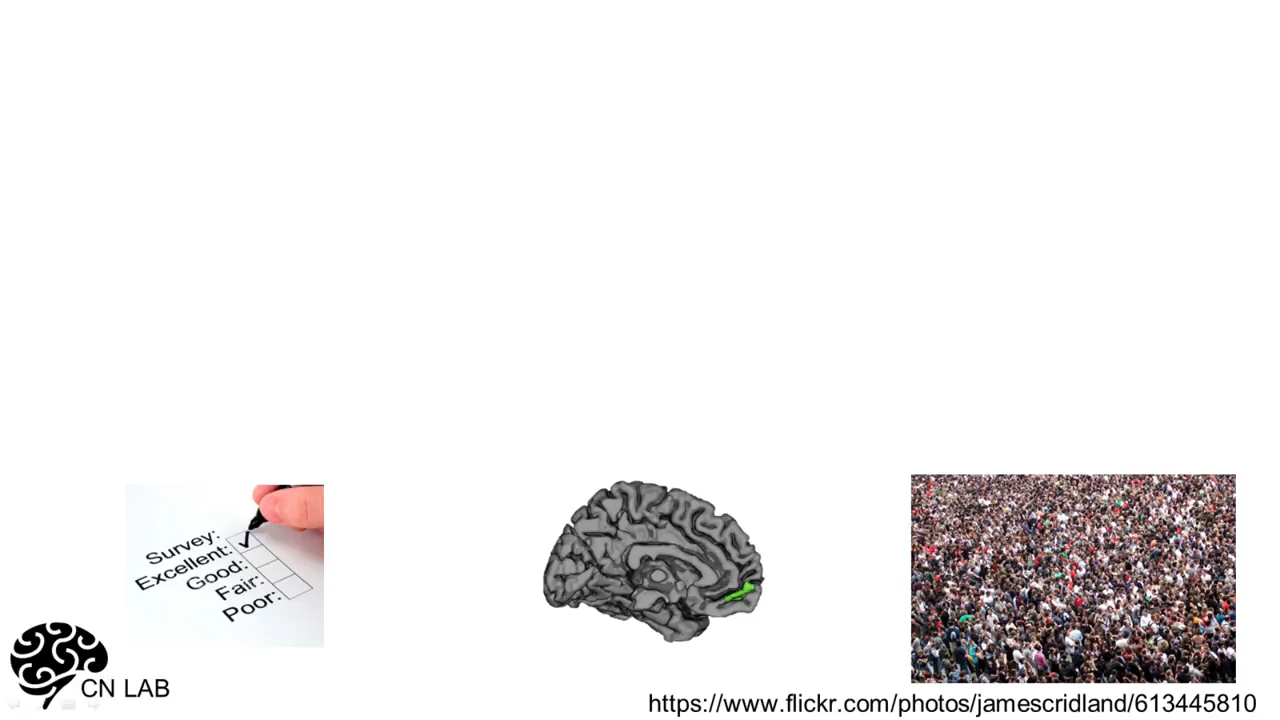 Survey:
Excellent:
Good:
Fair:
Poor:
CN LAB
https://www.flickr.com/photos/jamescridland/613445810